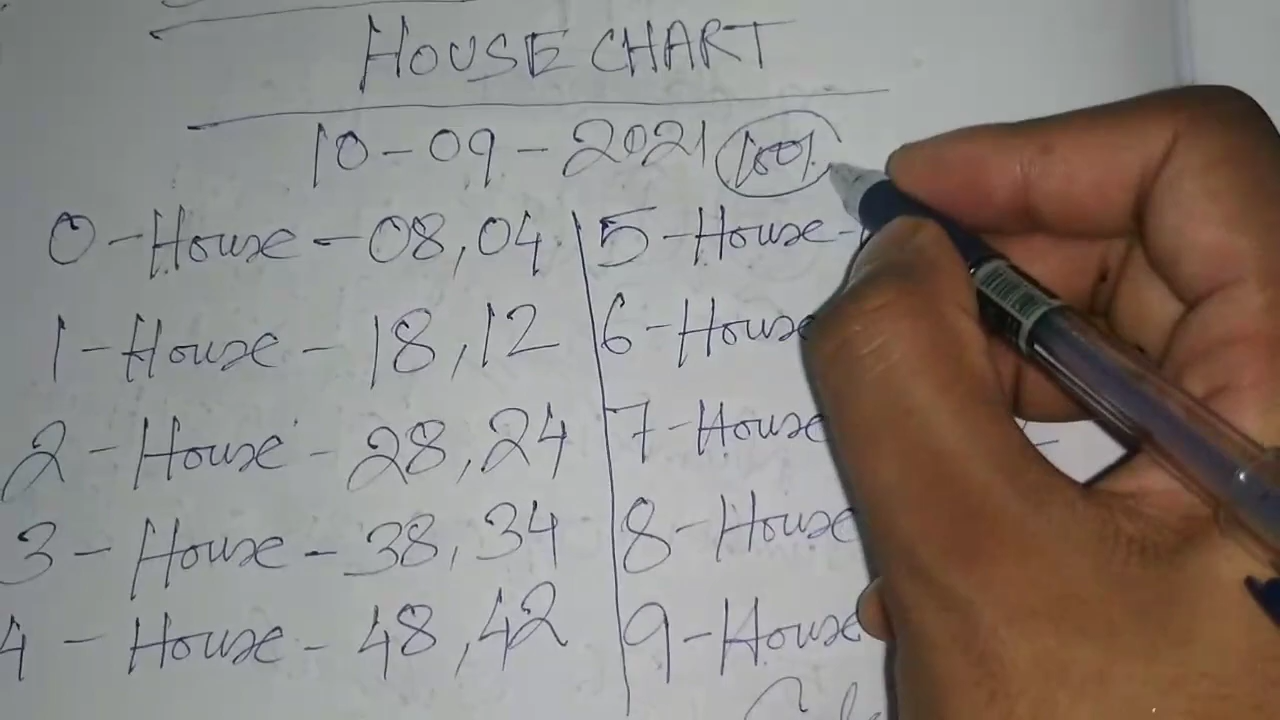 HOUSE CHART
10-09-2021 100%
0-House-08,04 5-House-
1-House-18,12 6-House
2-House-28,24 7-House
3-House-38,34 8-House
4-House-48,42 9-House